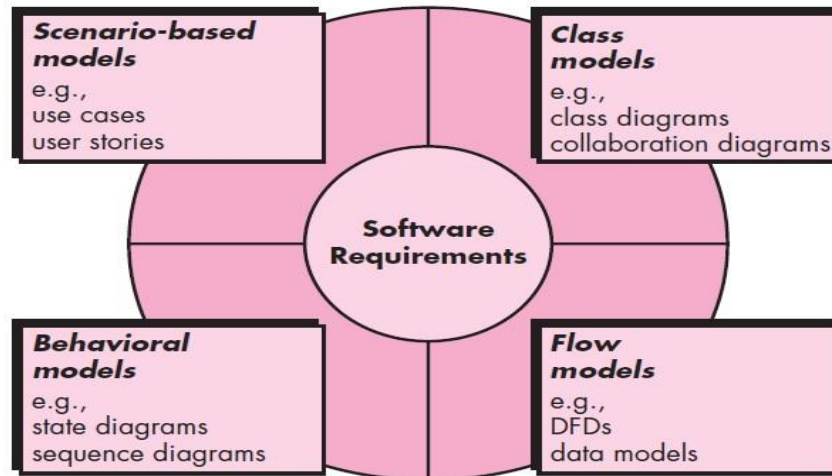 Scenario-based
models
e.g.,
use cases
user stories
Class
models
e.g.,
class diagrams
collaboration diagrams
Software
Requirements
Behavioral
models
e.g.,
state diagrams
sequence diagrams
Flow
models
e.g.,
DFDs
data models